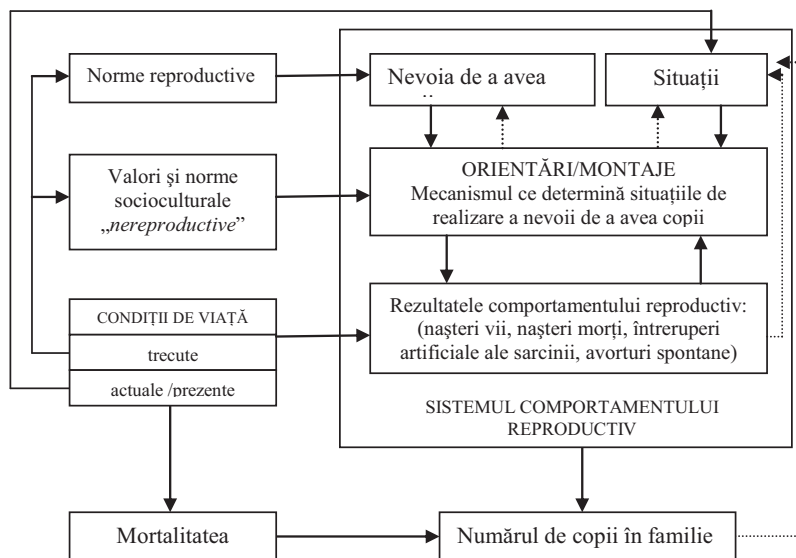 Norme reproductive
Nevoia de a avea
Situații
Valori şi norme
socioculturale
„nereproductive”
ORIENTĂRI/MONTAJE
Mecanismul ce determină situațiile de
realizare a nevoii de a avea copii
CONDIȚII DE VIAȚĂ
trecute
actuale /prezente
Rezultatele comportamentului reproductiv:
(nașteri vii, nașteri morți, întreruperi
artificiale ale sarcinii, avorturi spontane)
SISTEMUL COMPORTAMENTULUI
REPRODUCTIV
Mortalitatea
Numărul de copii în familie